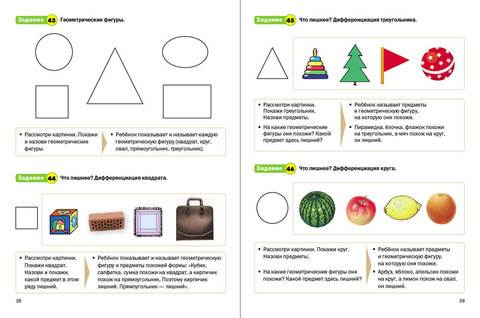 Задание 43 Геометрические фигуры.
• Рассмотри картинки. Покажи
и назови геометрические
фигуры.
• Ребёнок показывает и называет каждую
геометрическую фигуру (квадрат, круг,
овал, прямоугольник, треугольник).
Задание 44 Что лишнее? Дифференциация квадрата.
• Рассмотри картинки.
Покажи квадрат.
Назови и покажи,
какой предмет в этом
ряду лишний.
• Ребёнок показывает и называет геометрическую
фигуру и предметы похожей формы: «Кубик,
салфетка, сумка похожи на квадрат, а кирпичик
похож на прямоугольник. Поэтому кирпичик
лишний. Прямоугольник — лишний».
38
Задание 45 Что лишнее? Дифференциация треугольника.
• Рассмотри картинки.
Покажи треугольник.
Назови предметы.
• На какие геометрические
фигуры они похожи? Какой
предмет здесь лишний?
• Ребёнок называет предметы
и геометрическую фигуру,
на которую они похожи.
• Пирамидка, ёлочка, флажок похожи
на треугольник, а мяч похож на круг,
он лишний.
Задание 46 Что лишнее? Дифференциация круга.
• Рассмотри картинки. Покажи круг.
Назови предметы.
• На какие геометрические фигуры они
похожи? Какой предмет здесь лишний?
• Ребёнок называет предметы
и геометрическую фигуру,
на которую они похожи.
• Арбуз, яблоко, апельсин похожи
на круг, а лимон похож на овал,
он лишний.
39